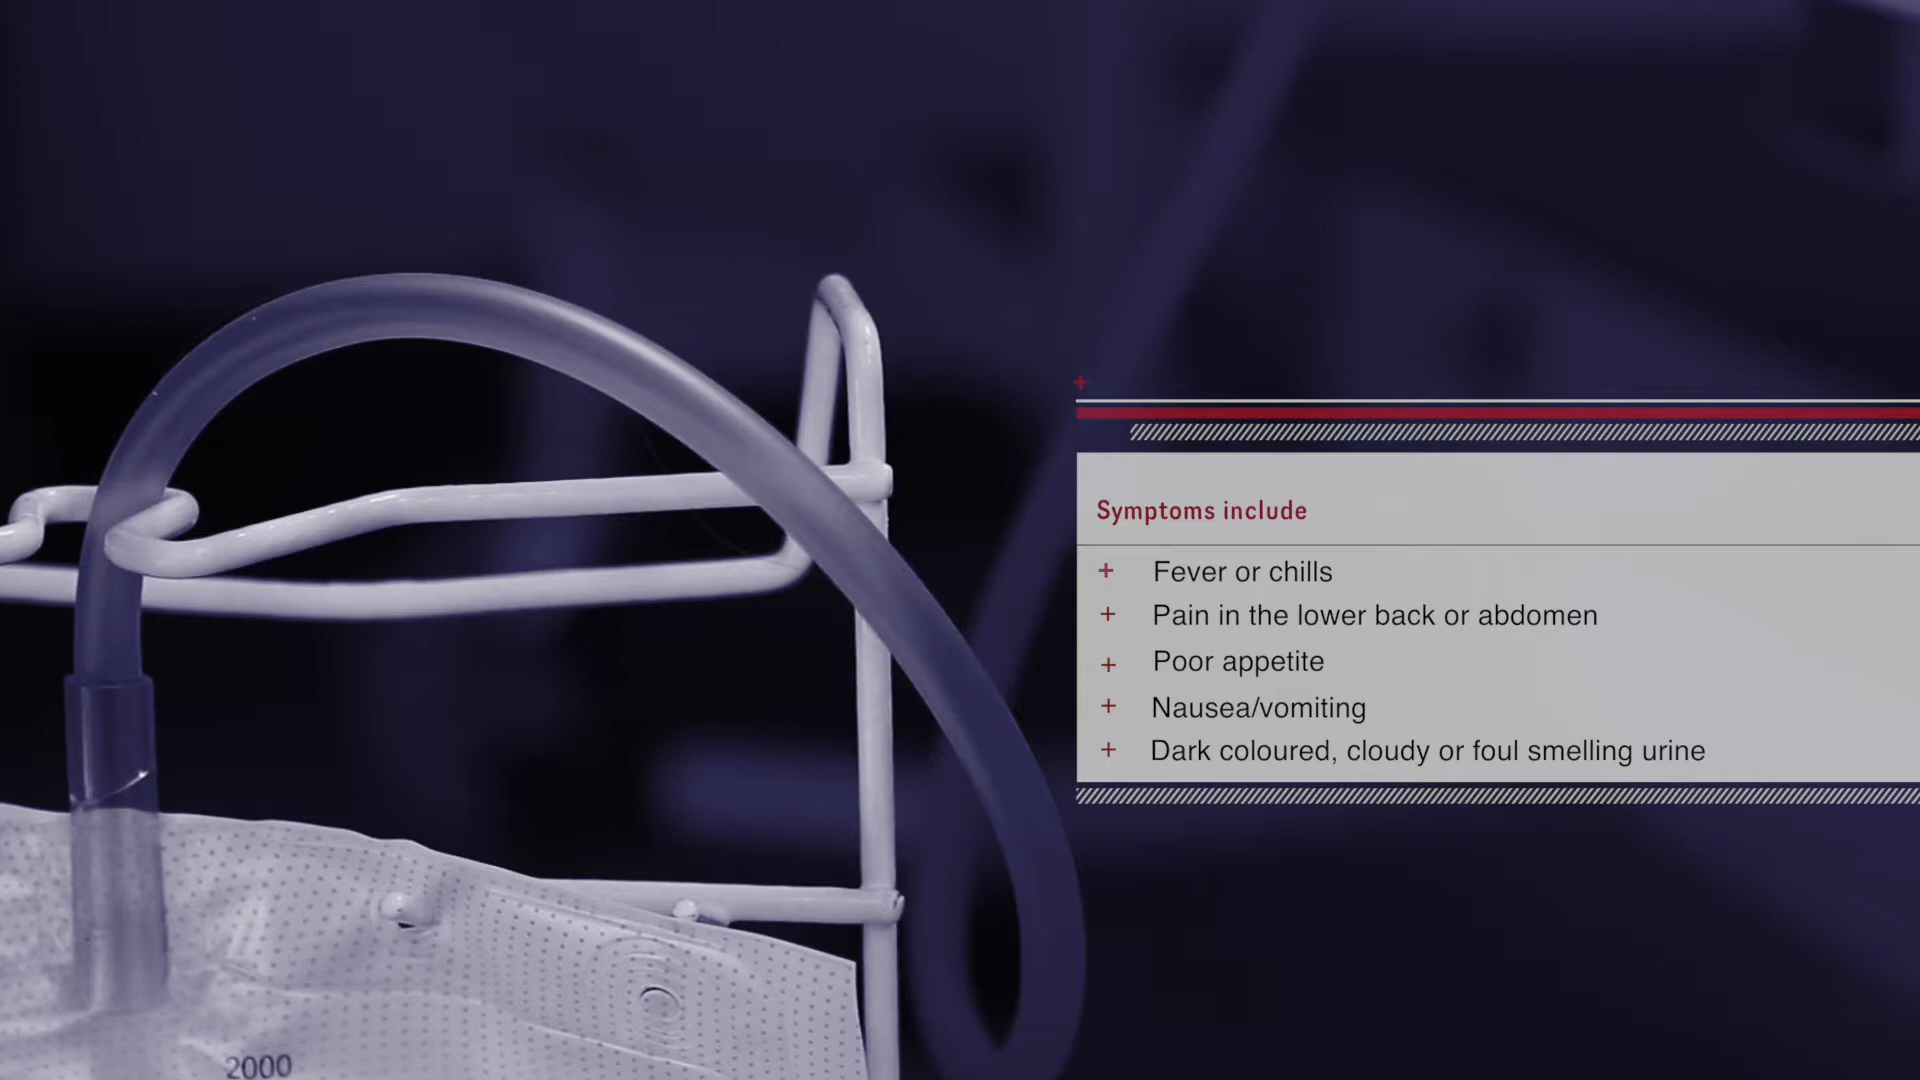 Symptoms include
+ Fever or chills
+ Pain in the lower back or abdomen
+ Poor appetite
+ Nausea/vomiting
+ Dark coloured, cloudy or foul smelling urine
2000